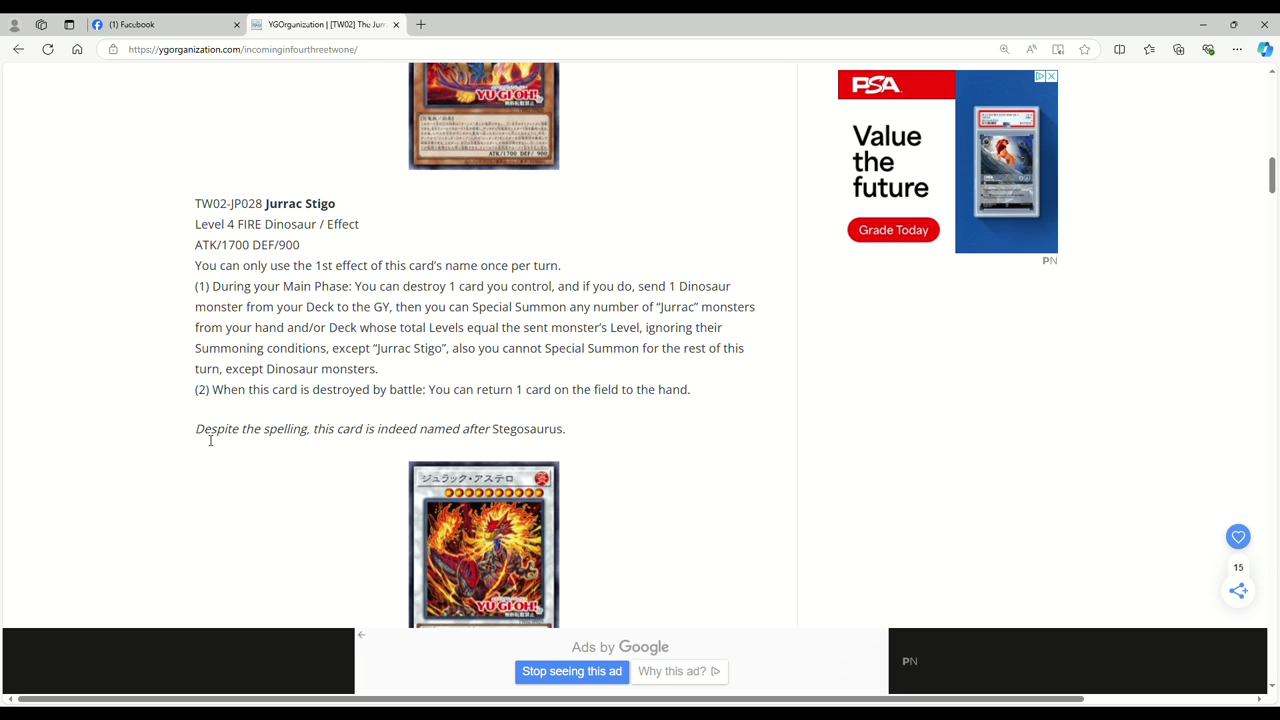 (1) Facebook
YGOrganization | [TW02] The Jurr
https://ygorganization.com/incominginfourthreetwone/
YU-GI-OH!
ATK/1700 DEF/ 900
PSA
Value
the
future
Grade Today
PN
TW02-JP028 Jurrac Stigo
Level 4 FIRE Dinosaur / Effect
ATK/1700 DEF/900
You can only use the 1st effect of this card's name once per turn.
(1) During your Main Phase: You can destroy 1 card you control, and if you do, send 1 Dinosaur
monster from your Deck to the GY, then you can Special Summon any number of “Jurrac” monsters
from your hand and/or Deck whose total Levels equal the sent monster's Level, ignoring their
Summoning conditions, except “Jurrac Stigo”, also you cannot Special Summon for the rest of this
turn, except Dinosaur monsters.
(2) When this card is destroyed by battle: You can return 1 card on the field to the hand.
Despite the spelling, this card is indeed named after Stegosaurus.
ジュラック・アステロ
炎
YU-GI-OH!
15
Ads by Google
Stop seeing this ad
Why this ad?
PN